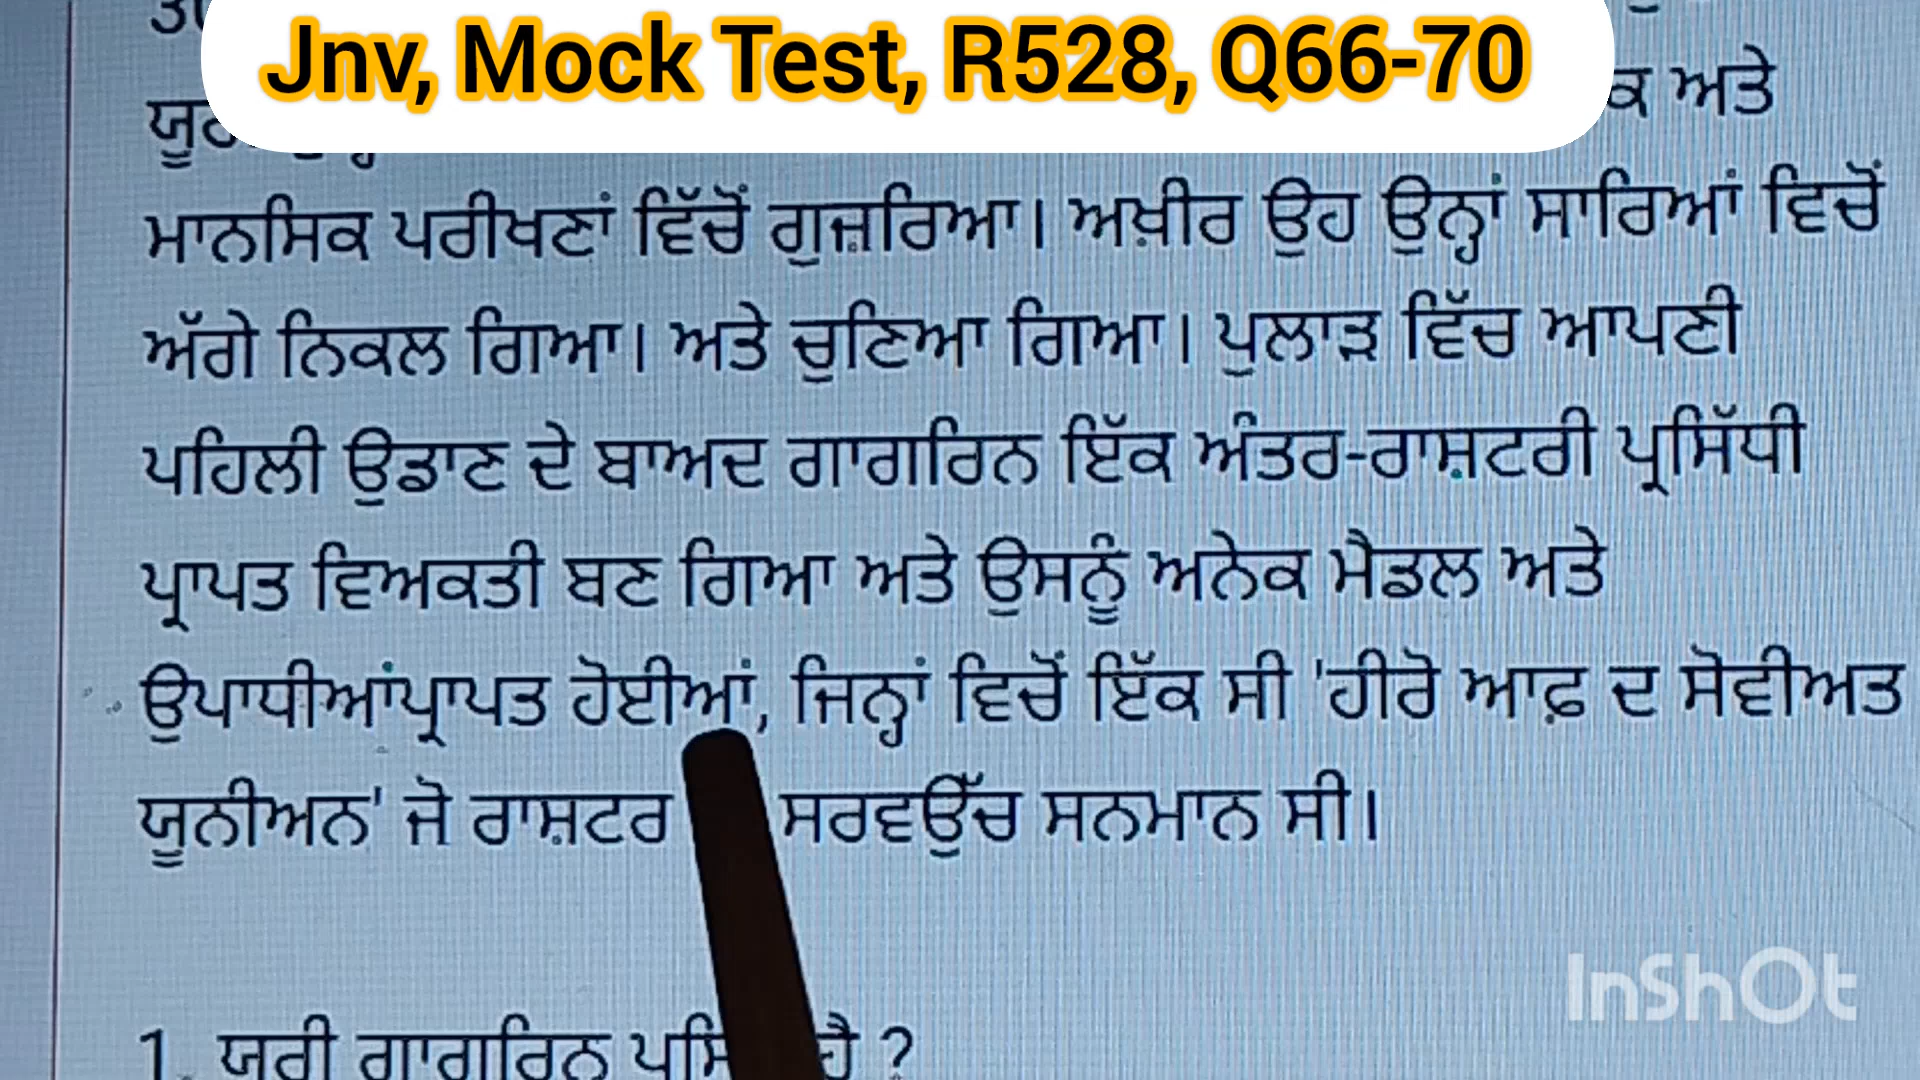 Jnv, Mock Test, R528, Q66-70
ਅਤੇ
ਮਾਨਸਿਕ ਪਰੀਖਣਾਂ ਵਿੱਚੋਂ ਗੁਜ਼ਰਿਆ। ਅਖ਼ੀਰ ਉਹ ਉਨ੍ਹਾਂ ਸਾਰਿਆਂ ਵਿਚੋਂ
ਅੱਗੇ ਨਿਕਲ ਗਿਆ। ਅਤੇ ਚੁਣਿਆ ਗਿਆ। ਪੁਲਾੜ ਵਿੱਚ ਆਪਣੀ
ਪਹਿਲੀ ਉਡਾਣ ਦੇ ਬਾਅਦ ਗਾਗਰਿਨ ਇੱਕ ਅੰਤਰ-ਰਾਸ਼ਟਰੀ ਪ੍ਰਸਿੱਧੀ
ਪ੍ਰਾਪਤ ਵਿਅਕਤੀ ਬਣ ਗਿਆ ਅਤੇ ਉਸਨੂੰ ਅਨੇਕ ਮੈਡਲ ਅਤੇ
ਉਪਾਧੀਆਂਪ੍ਰਾਪਤ ਹੋਈਆਂ, ਜਿਨ੍ਹਾਂ ਵਿਚੋਂ ਇੱਕ ਸੀ 'ਹੀਰੋ ਆਫ਼ ਦ ਸੋਵੀਅਤ
ਯੂਨੀਅਨ' ਜੋ ਰਾਸ਼ਟਰ ਸਰਵਉੱਚ ਸਨਮਾਨ ਸੀ।
1. ਯੂਰੀ ਗਾਗਰਿਨ ਹੈ ?
InShOt